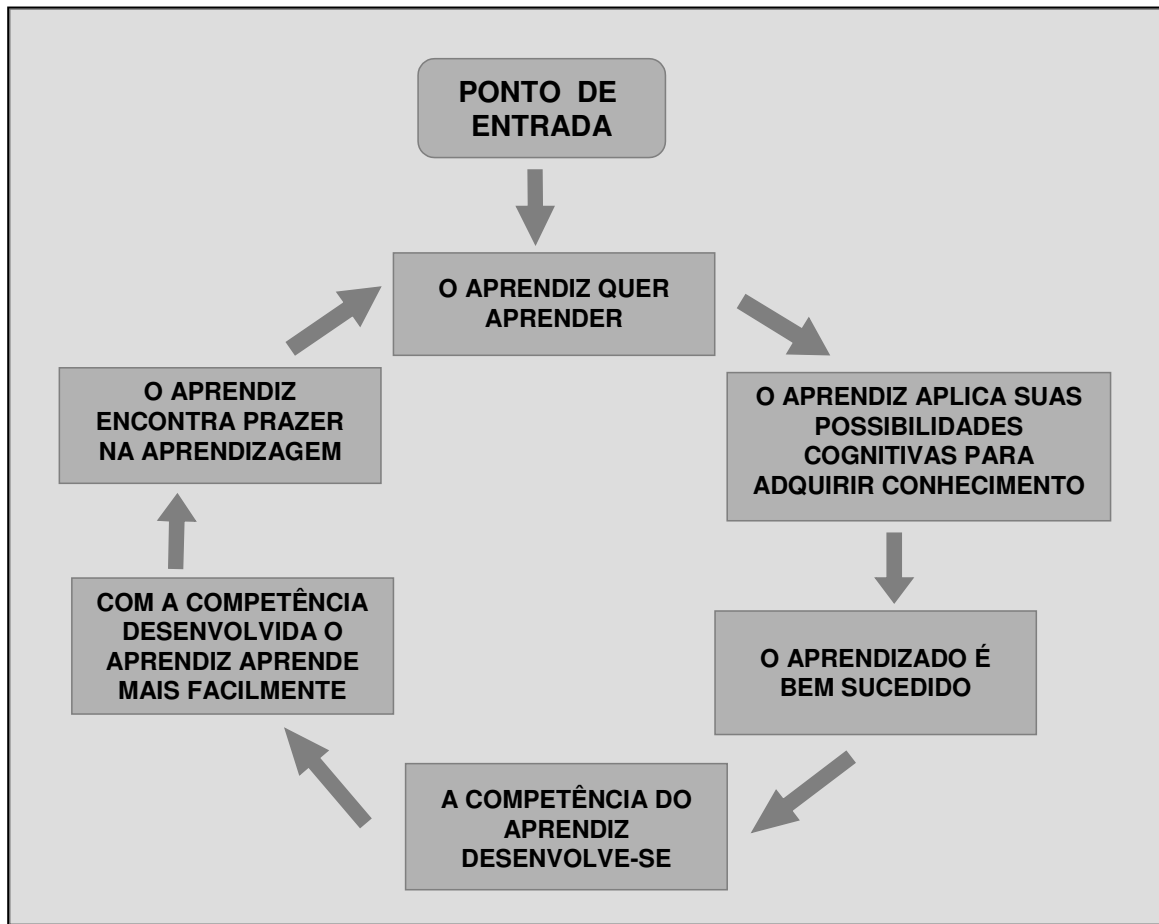 PONTO DE
ENTRADA
O APRENDIZ QUER
APRENDER
O APRENDIZ APLICA SUAS
POSSIBILIDADES
COGNITIVAS PARA
ADQUIRIR CONHECIMENTO
O APRENDIZADO É
BEM SUCEDIDO
A COMPETÊNCIA DO
APRENDIZ
DESENVOLVE-SE
COM A COMPETÊNCIA
DESENVOLVIDA O
APRENDIZ APRENDE
MAIS FACILMENTE
O APRENDIZ
ENCONTRA PRAZER
NA APRENDIZAGEM